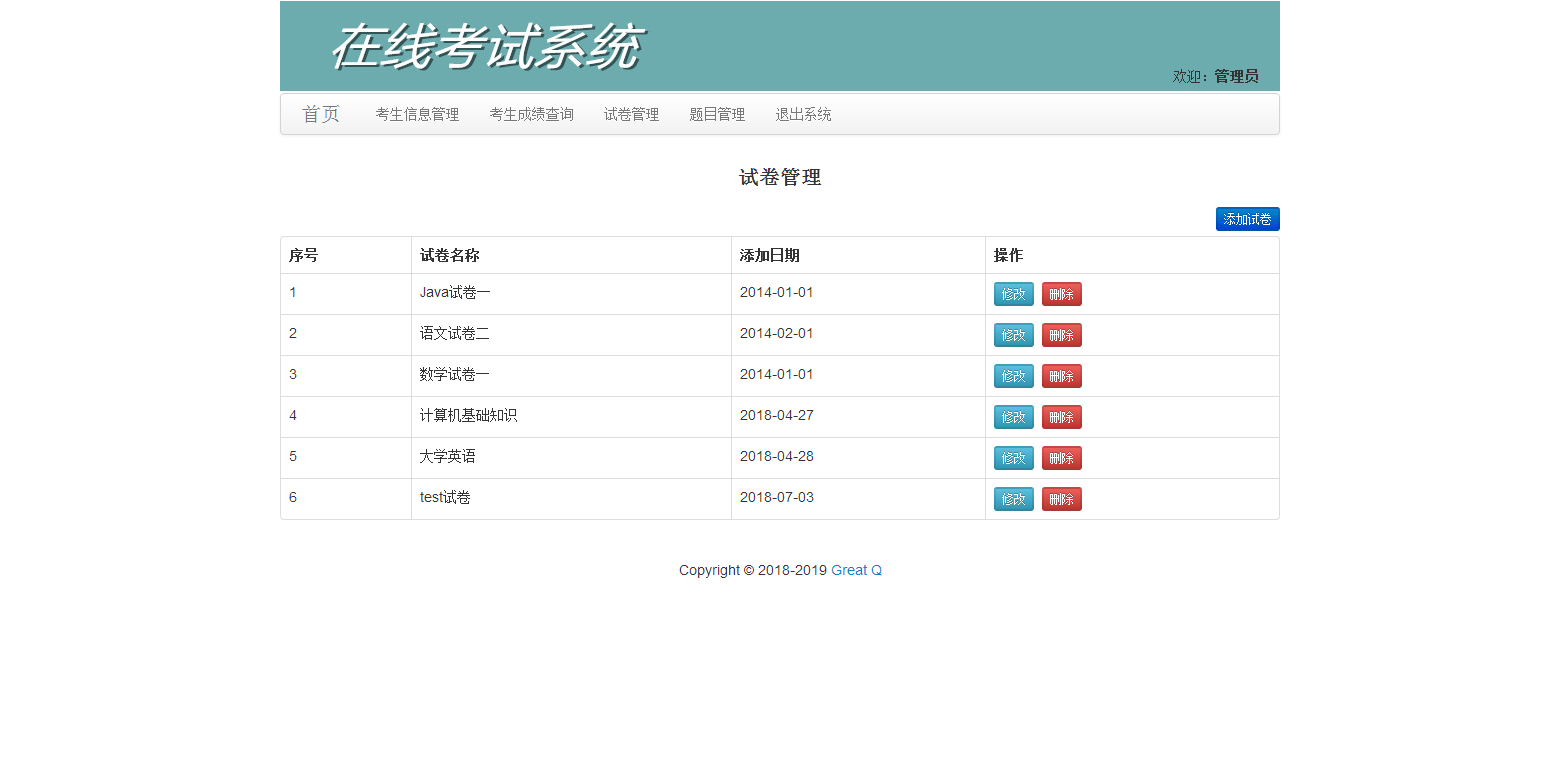 在线考试系统
欢迎：管理员
首页 考生信息管理 考生成绩查询 试卷管理 题目管理 退出系统
试卷管理
添加试卷
序号 试卷名称 添加日期 操作
1 Java试卷一 2014-01-01 修改 删除
2 语文试卷二 2014-02-01 修改 删除
3 数学试卷一 2014-01-01 修改 删除
4 计算机基础知识 2018-04-27 修改 删除
5 大学英语 2018-04-28 修改 删除
6 test试卷 2018-07-03 修改 删除
Copyright © 2018-2019 Great Q